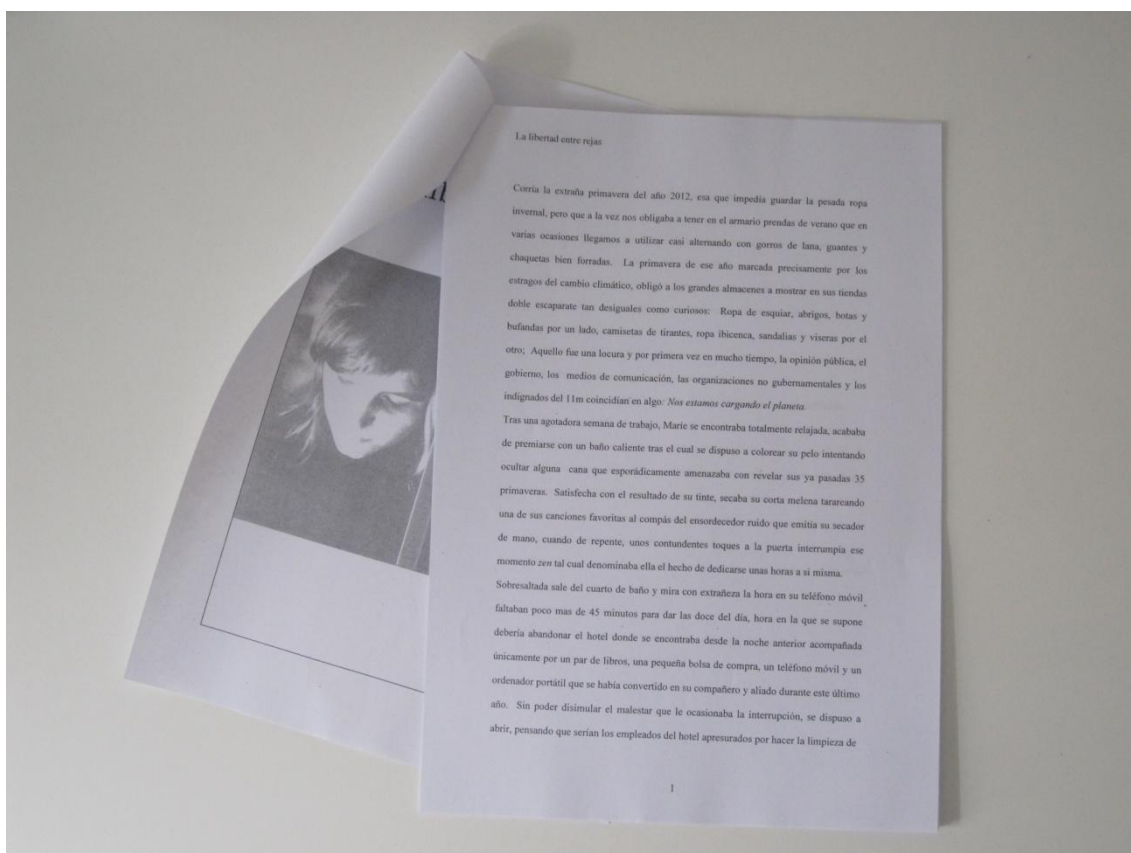 La libertad entre rejas
Corría la extraña primavera del año 2012, esa que impedía guardar la pesada ropa
invernal, pero que a la vez nos obligaba a tener en el armario prendas de verano que en
varias ocasiones llegamos a utilizar casi alternando con gorros de lana, guantes y
chaquetas bien forradas. La primavera de ese año marcada precisamente por los
estragos del cambio climático, obligó a los grandes almacenes a mostrar en sus tiendas
doble escaparate tan desiguales como curiosos: Ropa de esquiar, abrigos, botas y
bufandas por un lado, camisetas de tirantes, ropa ibicenca, sandalias y viseras por el
otro; Aquello fue una locura y por primera vez en mucho tiempo, la opinión pública, el
gobierno, los medios de comunicación, las organizaciones no gubernamentales y los
indignados del 11m coincidían en algo: Nos estamos cargando el planeta.
Tras una agotadora semana de trabajo, Marie se encontraba totalmente relajada, acababa
de premiarse con un baño caliente tras el cual se dispuso a colorear su pelo intentando
ocultar alguna cana que esporádicamente amenazaba con revelar sus ya pasadas 35
primaveras. Satisfecha con el resultado de su tinte, secaba su corta melena tarareando
una de sus canciones favoritas al compás del ensordecedor ruido que emitía su secador
de mano, cuando de repente, unos contundentes toques a la puerta interrumpía ese
momento zen tal cual denominaba ella el hecho de dedicarse unas horas a si misma.
Sobresaltada sale del cuarto de baño y mira con extrañeza la hora en su teléfono móvil
faltaban poco mas de 45 minutos para dar las doce del día, hora en la que se supone
debería abandonar el hotel donde se encontraba desde la noche anterior acompañada
únicamente por un par de libros, una pequeña bolsa de compra, un teléfono móvil y un
ordenador portátil que se había convertido en su compañero y aliado durante este último
año. Sin poder disimular el malestar que le ocasionaba la interrupción, se dispuso a
abrir, pensando que serían los empleados del hotel apresurados por hacer la limpieza de
1